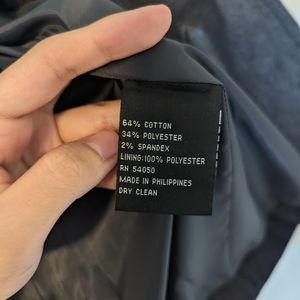 64% COTTON
34% POLYESTER
2% SPANDEX
LINING:100% POLYESTER
RN 54050
MADE IN PHILIPPINES
DRY CLEAN